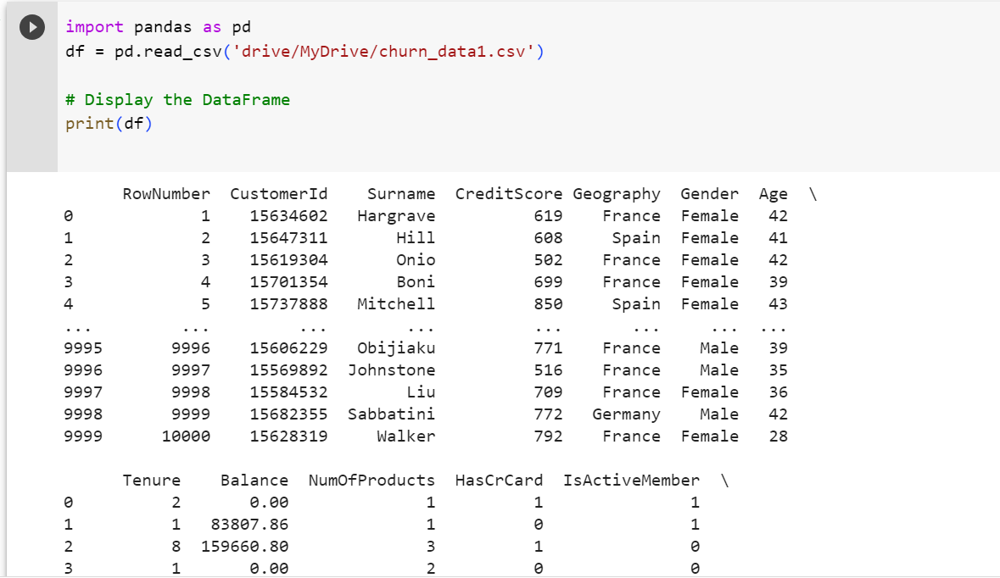 import pandas as pd
df = pd.read_csv('drive/MyDrive/churn_data1.csv')
# Display the DataFrame
print(df)
RowNumber CustomerId Surname CreditScore Geography Gender Age \
0 1 15634602 Hargrave 619 France Female 42
1 2 15647311 Hill 608 Spain Female 41
2 3 15619304 Onio 502 France Female 42
3 4 15701354 Boni 699 France Female 39
4 5 15737888 Mitchell 850 Spain Female 43
... ... ... ... ... ... ... ...
9995 9996 15606229 Obijiaku 771 France Male 39
9996 9997 15569892 Johnstone 516 France Male 35
9997 9998 15584532 Liu 709 France Female 36
9998 9999 15682355 Sabbatini 772 Germany Male 42
9999 10000 15628319 Walker 792 France Female 28
Tenure Balance NumOfProducts HasCrCard IsActiveMember \
0 2 0.00 1 1 1
1 1 83807.86 1 0 1
2 8 159660.80 3 1 0
3 1 0.00 2 0 0